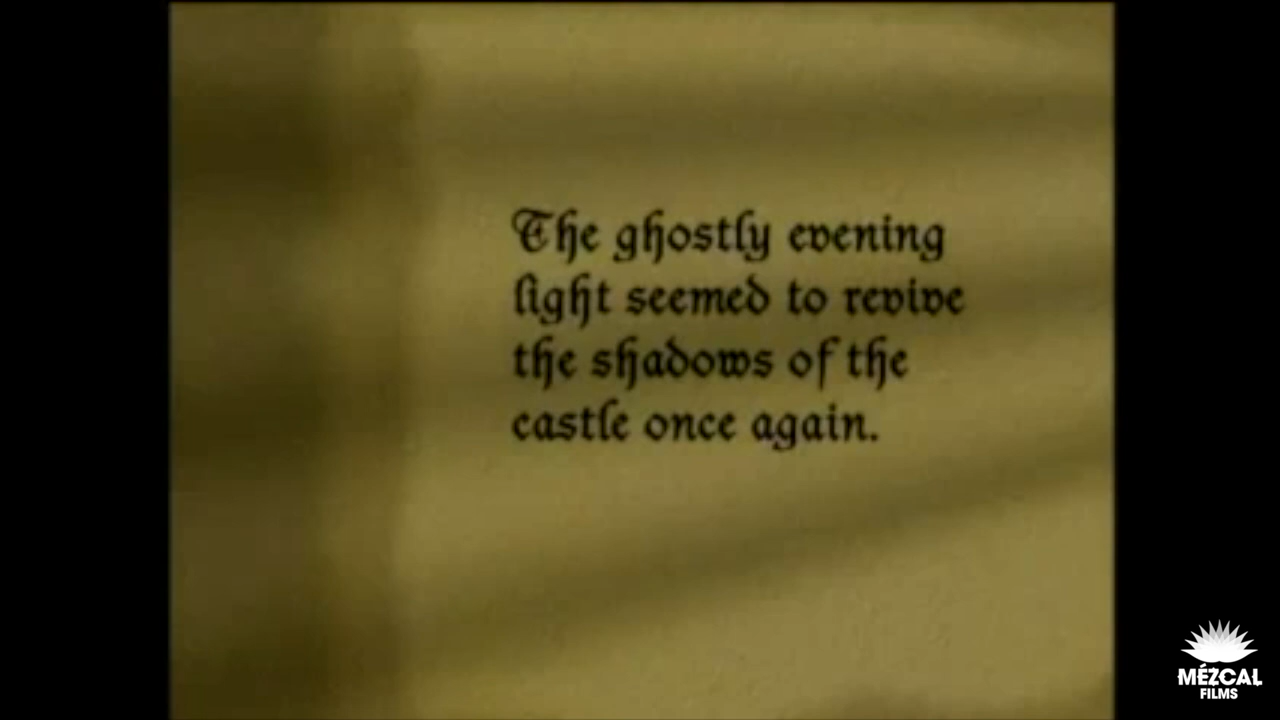 The ghostly evening
light seemed to revive
the shadows of the
castle once again.
MÉZCAL
FILMS